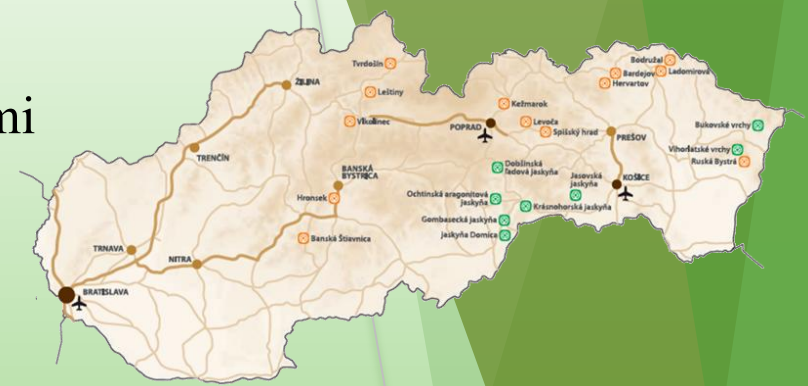 mi
Tvrdošín
ŽILINA
Leštiny
Vlkolínec
Kežmarok
POPRAD
Levoča
Spišský hrad
Bodružal
Bardejov
Ladomirová
Hervartov
PREŠOV
Bukovské vrchy
Vihorlatské vrchy
Ruská Bystrá
TRENČÍN
BANSKÁ
BYSTRICA
Hronsek
Dobšinská
ľadová jaskyňa
Jasovská
jaskyňa
KOŠICE
Ochtinská aragonitová
jaskyňa
Krásnohorská jaskyňa
Gombasecká jaskyňa
Jaskyňa Domica
Banská Štiavnica
TRNAVA
NITRA
BRATISLAVA